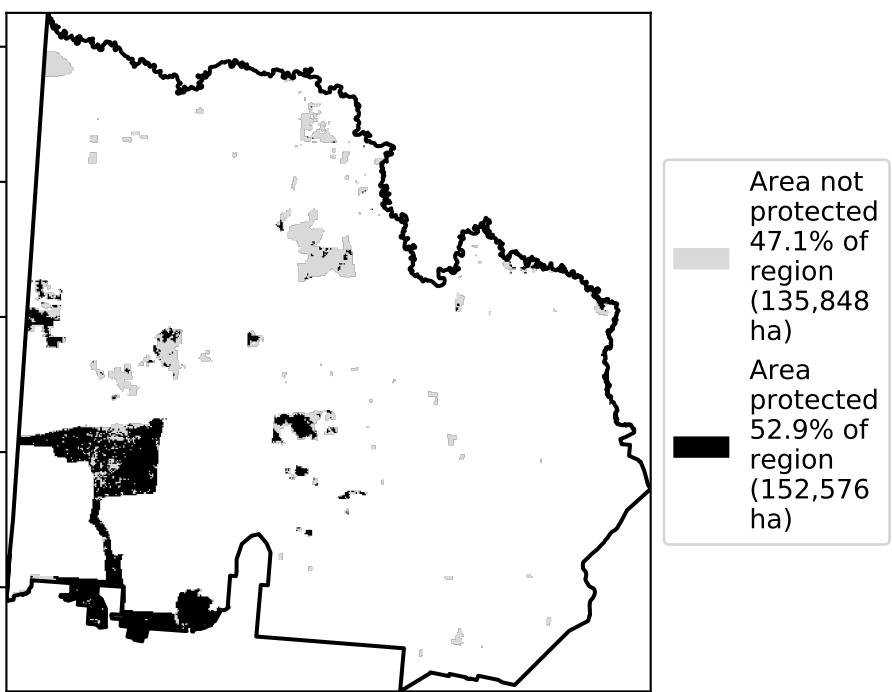 Area not
protected
47.1% of
region
(135,848
ha)
Area
protected
52.9% of
region
(152,576
ha)